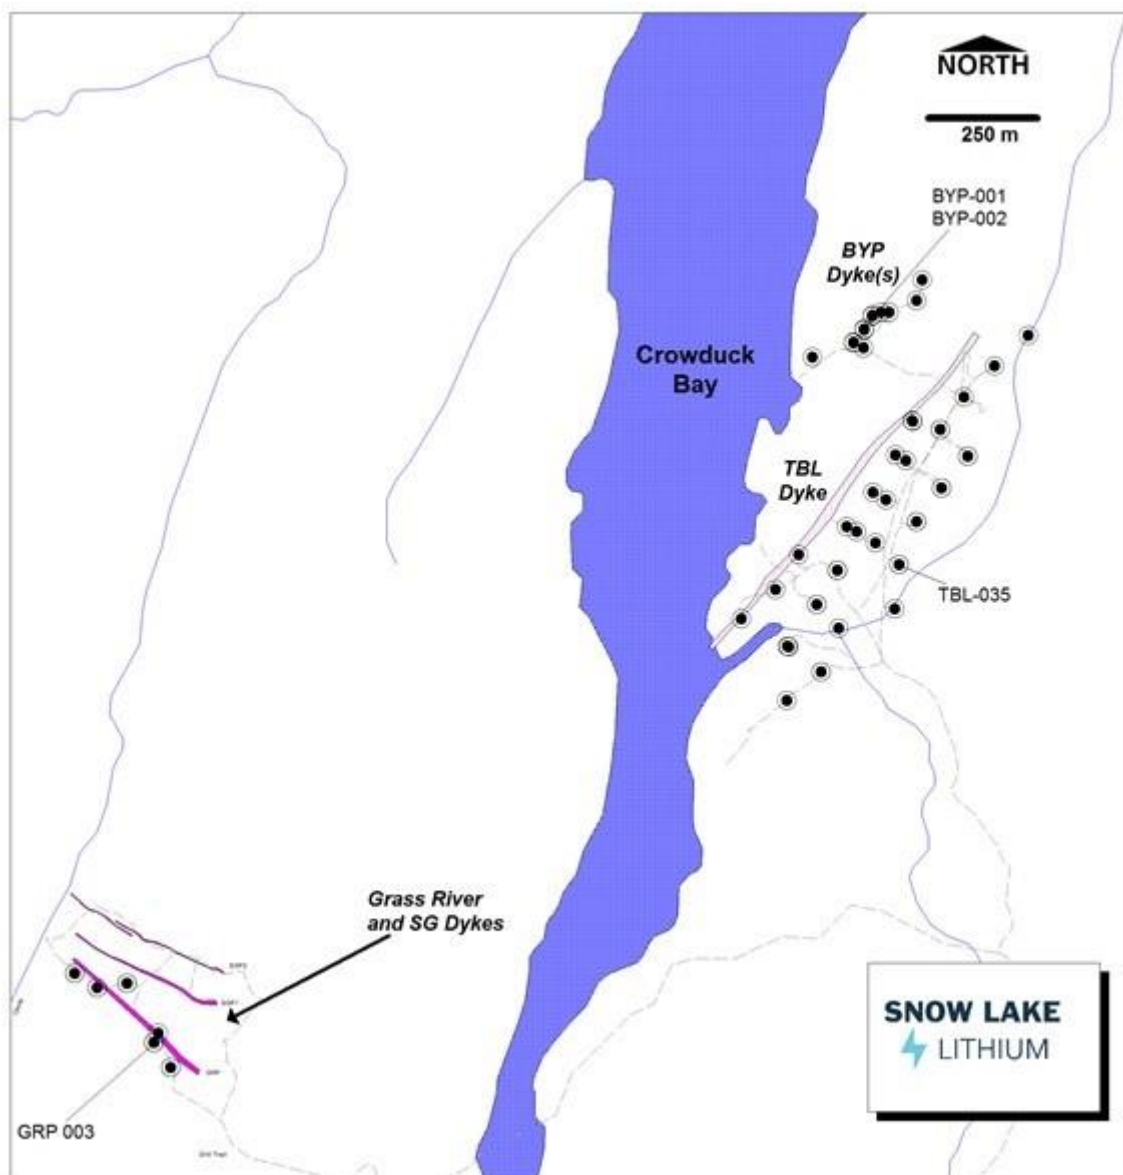 NORTH
250 m
BYP-001
BYP-002
BYP
Dyke(s)
Crowduck
Bay
TBL
Dyke
TBL-035
Grass River
and SG Dykes
SNOW LAKE
LITHIUM
GRP 003